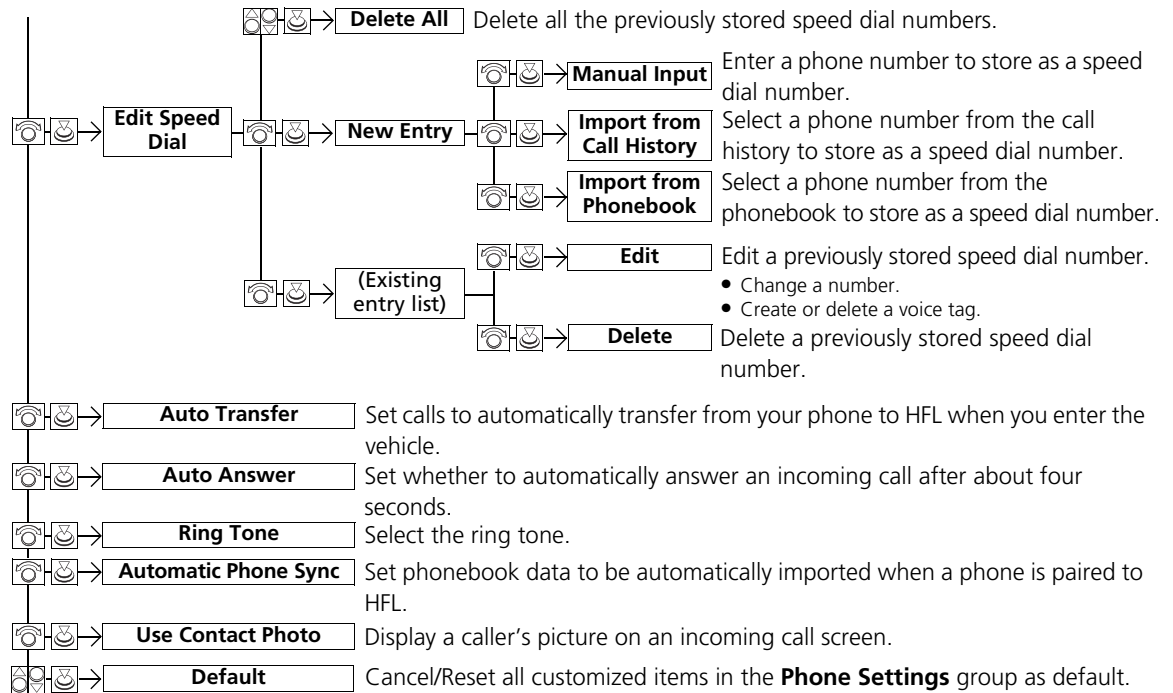 Delete All Delete all the previously stored speed dial numbers.
Manual Input Enter a phone number to store as a speed
dial number.
Edit Speed
Dial
New Entry
Import from
Call History
Select a phone number from the call
history to store as a speed dial number.
Import from
Phonebook
Select a phone number from the
phonebook to store as a speed dial number.
(Existing
entry list)
Edit Edit a previously stored speed dial number.
• Change a number.
• Create or delete a voice tag.
Delete Delete a previously stored speed dial
number.
Auto Transfer Set calls to automatically transfer from your phone to HFL when you enter the
vehicle.
Auto Answer Set whether to automatically answer an incoming call after about four
seconds.
Ring Tone Select the ring tone.
Automatic Phone Sync Set phonebook data to be automatically imported when a phone is paired to
HFL.
Use Contact Photo Display a caller’s picture on an incoming call screen.
Default Cancel/Reset all customized items in the Phone Settings group as default.